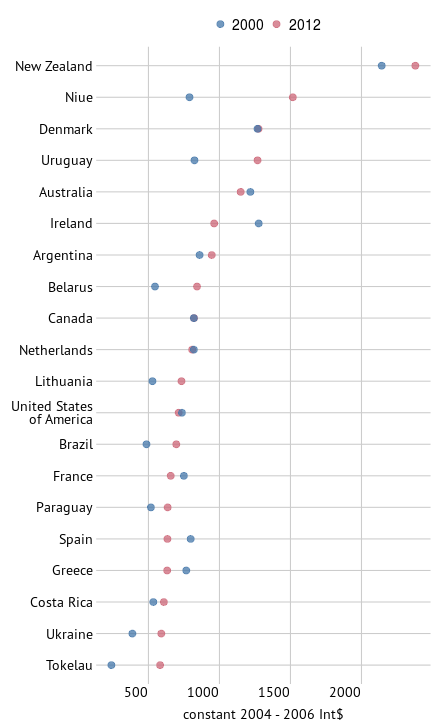 2000 2012
New Zealand
Niue
Denmark
Uruguay
Australia
Ireland
Argentina
Belarus
Canada
Netherlands
Lithuania
United States
of America
Brazil
France
Paraguay
Spain
Greece
Costa Rica
Ukraine
Tokelau
500 1000 1500 2000
constant 2004 - 2006 Int$